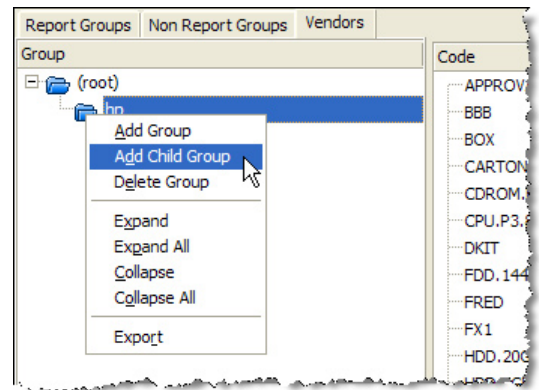 Report Groups Non Report Groups Vendors
Group
(root)
hp
Add Group
Add Child Group
Delete Group
Expand
Expand All
Collapse
Collapse All
Export
Code
APPROV
BBB
BOX
CARTON
CDROM.
CPU.P3.
DKIT
FDD.144
FRED
FX1
HDD.20G